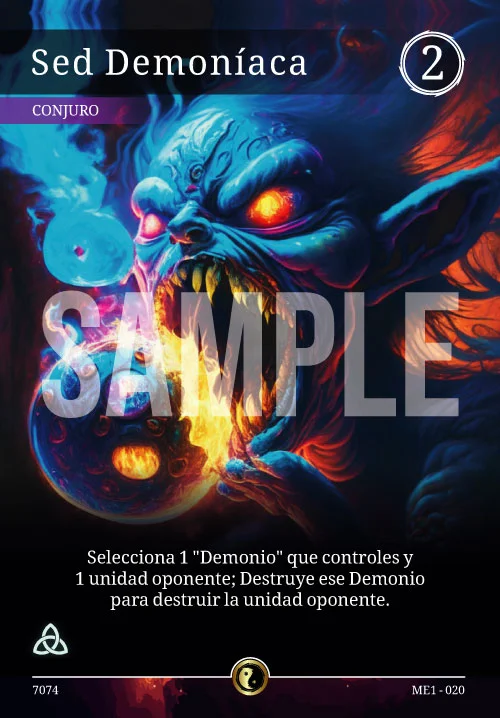 Sed Demoníaca
2
CONJURO
SAMPLE
Selecciona 1 "Demonio" que controles y
1 unidad oponente; Destruye ese Demonio
para destruir la unidad oponente.
7074
ME1 - 020